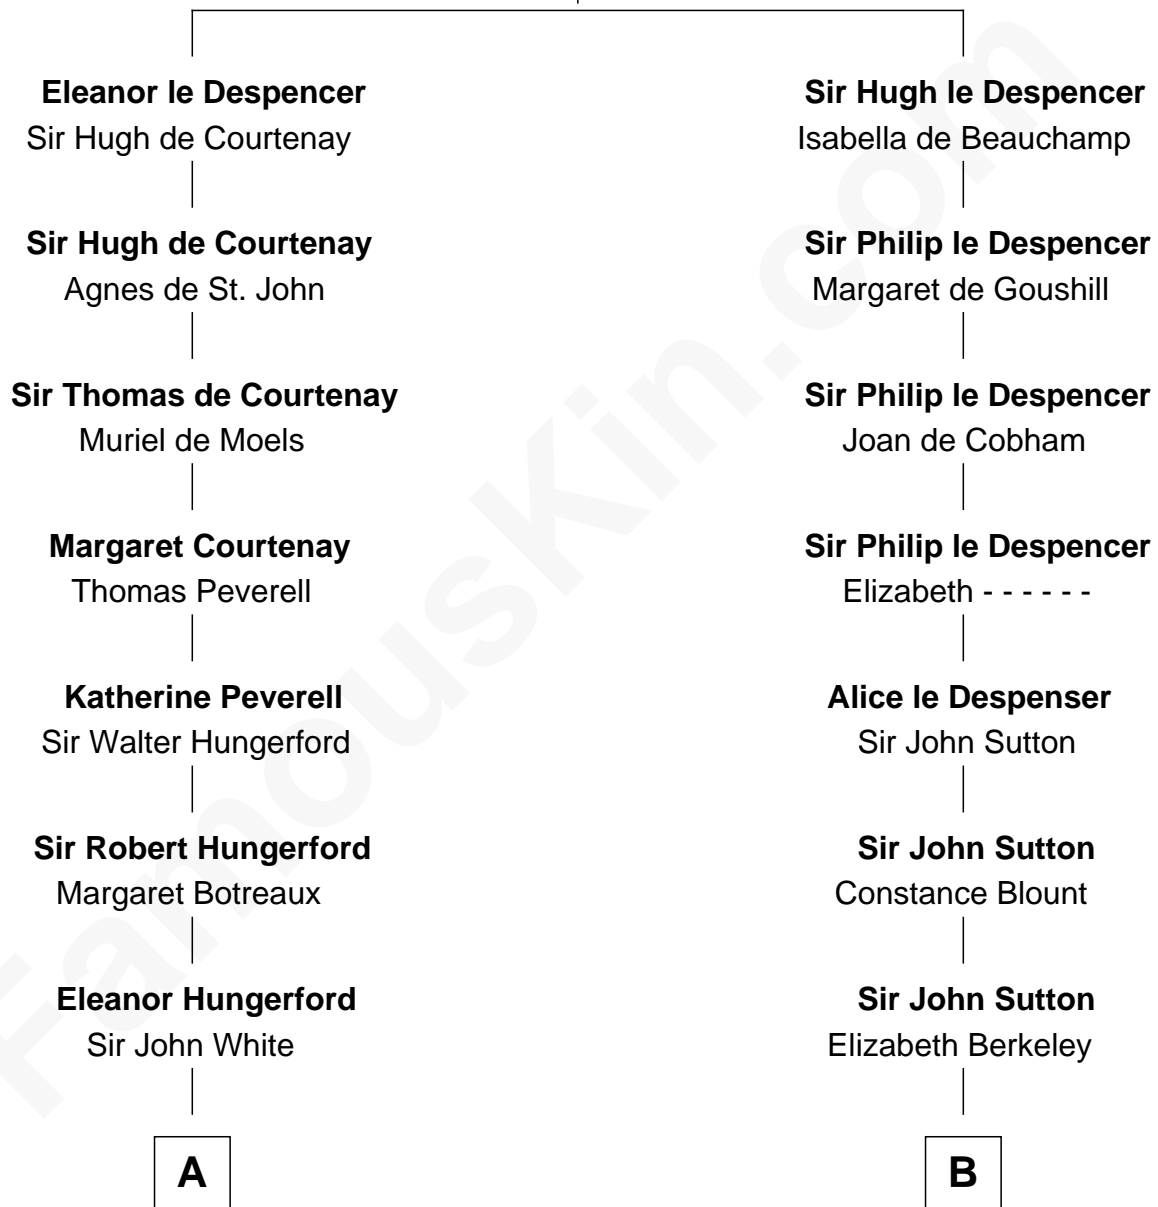 Eleanor le Despencer
Sir Hugh de Courtenay
Sir Hugh de Courtenay
Agnes de St. John
Sir Thomas de Courtenay
Muriel de Moels
Margaret Courtenay
Thomas Peverell
Katherine Peverell
Sir Walter Hungerford
Sir Robert Hungerford
Margaret Botreaux
Eleanor Hungerford
Sir John White
A
Sir Hugh le Despencer
Isabella de Beauchamp
Sir Philip le Despencer
Margaret de Goushill
Sir Philip le Despencer
Joan de Cobham
Sir Philip le Despencer
Elizabeth - - - - - -
Alice le Despenser
Sir John Sutton
Sir John Sutton
Constance Blount
Sir John Sutton
Elizabeth Berkeley
B
FamousKin.com